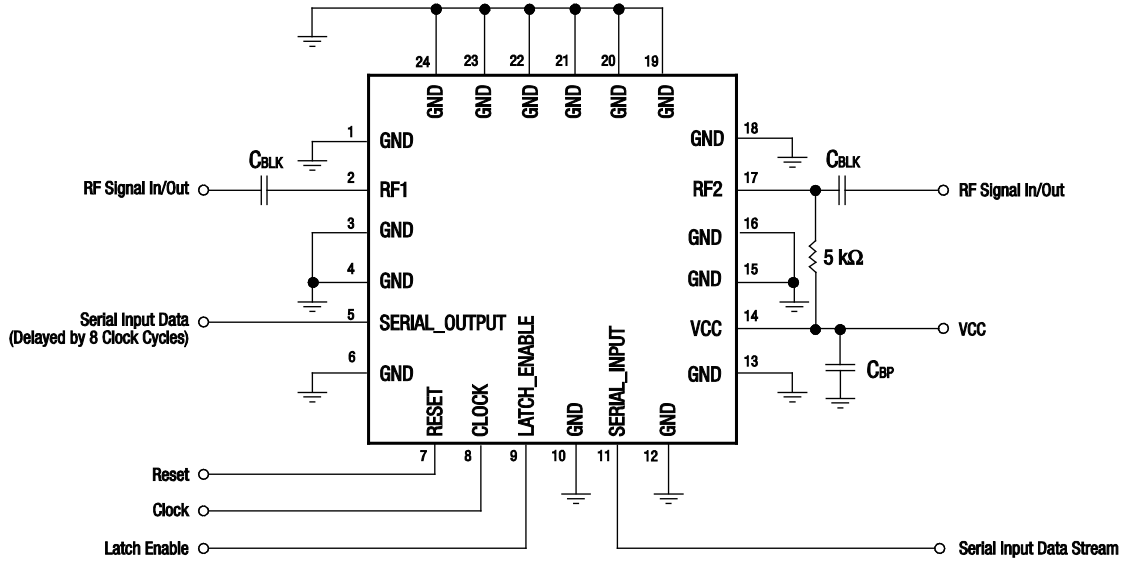 24 23 22 21 20 19
GND GND GND GND GND GND
1 GND
GND 18
CBLK
CBLK
RF Signal In/Out
2 RF1
RF2 17
RF Signal In/Out
3 GND
GND 16
5 kΩ
4 GND
GND 15
Serial Input Data
(Delayed by 8 Clock Cycles)
5 SERIAL_OUTPUT
VCC 14
VCC
6 GND
GND 13
CBP
RESET CLOCK LATCH_ENABLE GND SERIAL_INPUT GND
7 8 9 10 11 12
Reset
Clock
Latch Enable
Serial Input Data Stream